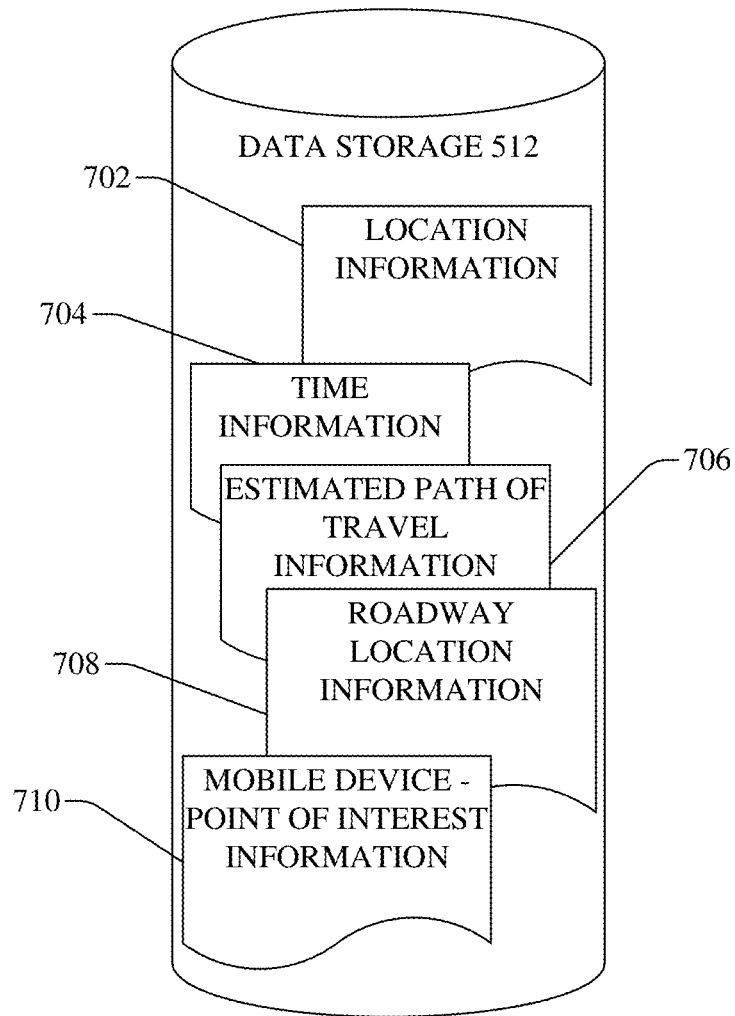 DATA STORAGE 512
702
LOCATION
INFORMATION
704
TIME
INFORMATION
706
ESTIMATED PATH OF
TRAVEL
INFORMATION
708
ROADWAY
LOCATION
INFORMATION
710
MOBILE DEVICE -
POINT OF INTEREST
INFORMATION